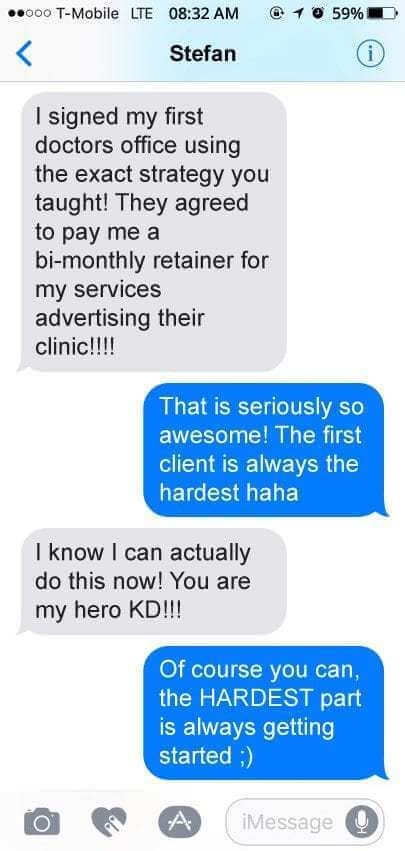 T-Mobile LTE 08:32 AM 59%
Stefan
I signed my first
doctors office using
the exact strategy you
taught! They agreed
to pay me a
bi-monthly retainer for
my services
advertising their
clinic!!!!
That is seriously so
awesome! The first
client is always the
hardest haha
I know I can actually
do this now! You are
my hero KD!!!
Of course you can,
the HARDEST part
is always getting
started ;)
iMessage